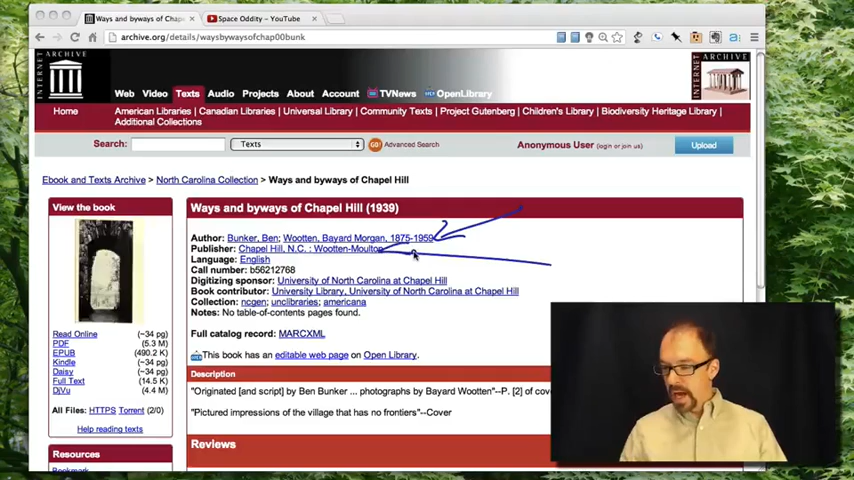 Ways and byways of Chape
Space Oddity - YouTube
archive.org/details/waysbywaysofchap00bunk
INTERNET ARCHIVE
Web Video Texts Audio Projects About Account TVNews OpenLibrary
INTERNET ARCHIVE
Home American Libraries | Canadian Libraries | Universal Library | Community Texts | Project Gutenberg | Children's Library | Biodiversity Heritage Library |
Additional Collections
Search: Texts GO! Advanced Search Anonymous User (login or join us) Upload
Ebook and Texts Archive > North Carolina Collection > Ways and byways of Chapel Hill
View the book
Read Online (~34 pg)
PDF (5.3 M)
EPUB (490.2 K)
Kindle (~34 pg)
Daisy (~34 pg)
Full Text (14.5 K)
DjVu (4.4 M)
All Files: HTTPS Torrent (2/0)
Help reading texts
Resources
Bookmark
Ways and byways of Chapel Hill (1939)
Author: Bunker, Ben; Wootten, Bayard Morgan, 1875-1959
Publisher: Chapel Hill, N.C. : Wootten-Moulton
Language: English
Call number: b56212768
Digitizing sponsor: University of North Carolina at Chapel Hill
Book contributor: University Library, University of North Carolina at Chapel Hill
Collection: ncgen; unclibraries; americana
Notes: No table-of-contents pages found.
Full catalog record: MARCXML
This book has an editable web page on Open Library.
Description
"Originated [and script] by Ben Bunker ... photographs by Bayard Wootten"--P. [2] of cov
"Pictured impressions of the village that has no frontiers"--Cover
Reviews